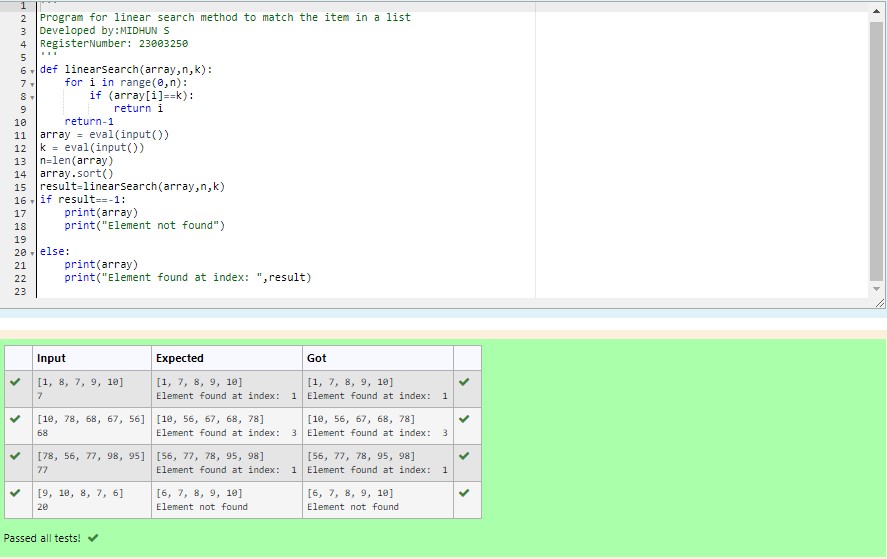 1 '''
2 Program for linear search method to match the item in a list
3 Developed by:MIDHUN S
4 RegisterNumber: 23003250
5 '''
6 def linearSearch(array,n,k):
7     for i in range(0,n):
8         if (array[i]==k):
9             return i
10     return-1
11 array = eval(input())
12 k = eval(input())
13 n=len(array)
14 array.sort()
15 result=linearSearch(array,n,k)
16 if result==-1:
17     print(array)
18     print("Element not found")
19
20 else:
21     print(array)
22     print("Element found at index: ",result)
23
Input Expected Got
[1, 8, 7, 9, 10] [1, 7, 8, 9, 10] [1, 7, 8, 9, 10]
7 Element found at index:  1 Element found at index:  1
[10, 78, 68, 67, 56] [10, 56, 67, 68, 78] [10, 56, 67, 68, 78]
68 Element found at index:  3 Element found at index:  3
[78, 56, 77, 98, 95] [56, 77, 78, 95, 98] [56, 77, 78, 95, 98]
77 Element found at index:  1 Element found at index:  1
[9, 10, 8, 7, 6] [6, 7, 8, 9, 10] [6, 7, 8, 9, 10]
20 Element not found Element not found
Passed all tests!